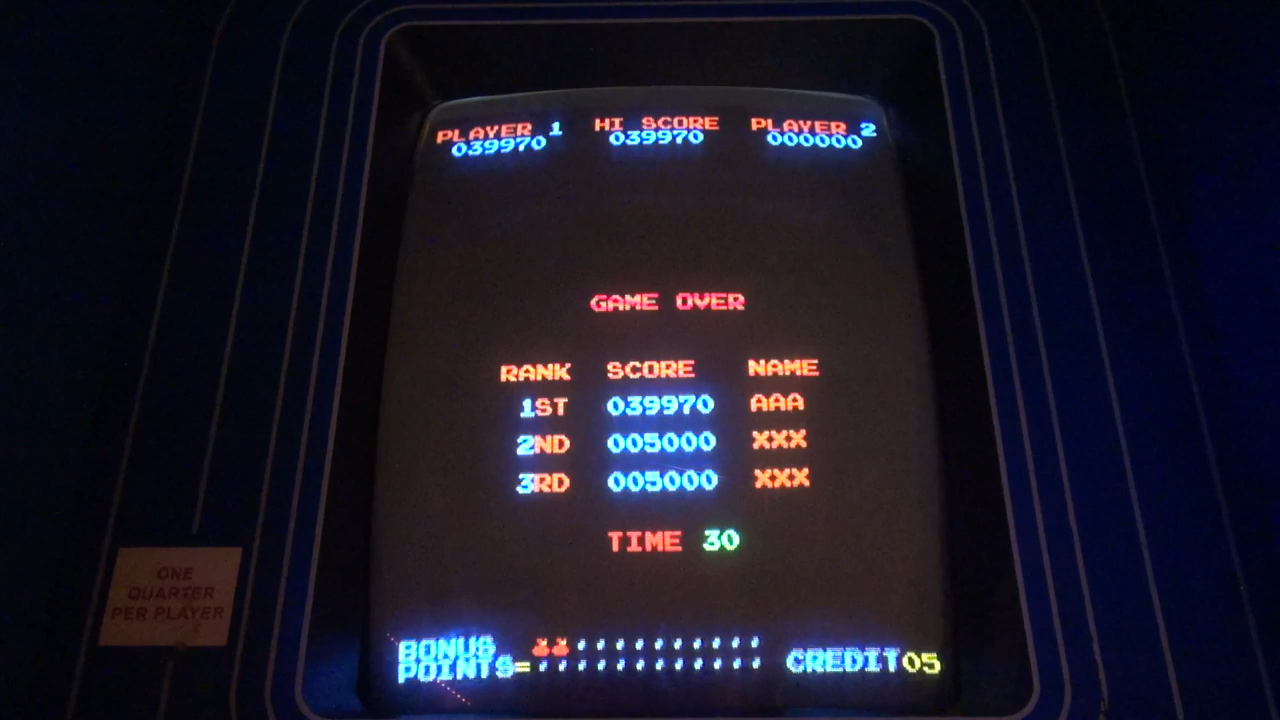 PLAYER 1 HI SCORE PLAYER 2
039970 039970 000000
GAME OVER
RANK SCORE NAME
1ST 039970 AAA
2ND 005000 XXX
3RD 005000 XXX
TIME 30
ONE
QUARTER
PER PLAYER
BONUS
POINTS=
CREDIT05